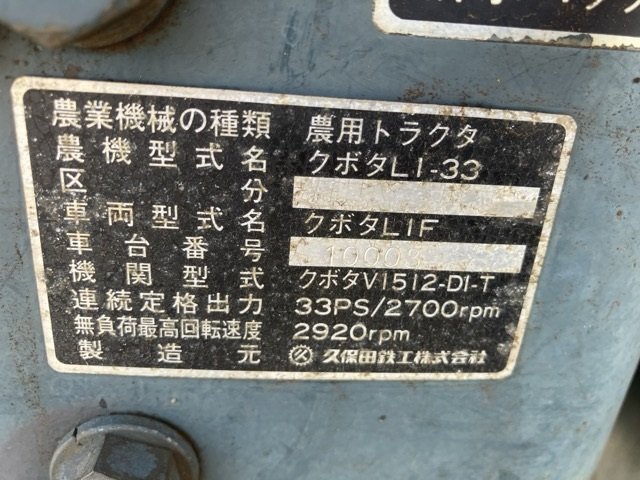 農業機械の種類 農用トラクタ
農機型式名 クボタL1-33
区分
車両型式名 クボタL1F
車台番号 10003
機関型式 クボタV1512-DI-T
連続定格出力 33PS/2700rpm
無負荷最高回転速度 2920rpm
製造元 久保田鉄工株式会社